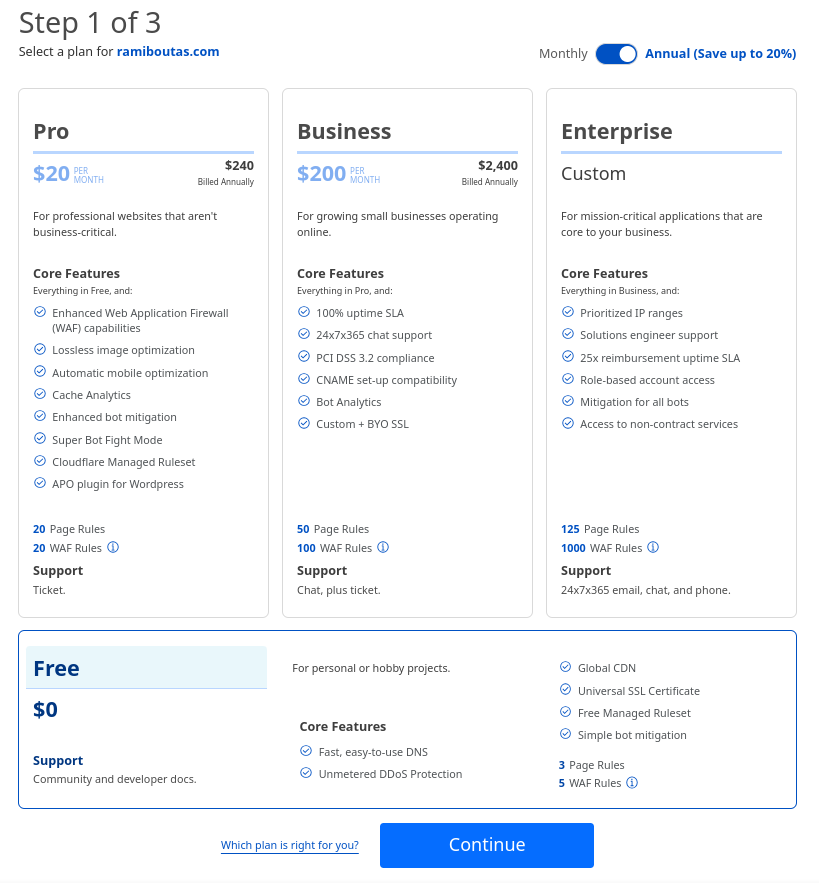 Step 1 of 3
Select a plan for ramiboutas.com
Monthly
Annual (Save up to 20%)
Pro
$20 PER MONTH
$240
Billed Annually
For professional websites that aren't
business-critical.
Core Features
Everything in Free, and:
Enhanced Web Application Firewall
(WAF) capabilities
Lossless image optimization
Automatic mobile optimization
Cache Analytics
Enhanced bot mitigation
Super Bot Fight Mode
Cloudflare Managed Ruleset
APO plugin for Wordpress
20 Page Rules
20 WAF Rules
Support
Ticket.
Business
$200 PER MONTH
$2,400
Billed Annually
For growing small businesses operating
online.
Core Features
Everything in Pro, and:
100% uptime SLA
24x7x365 chat support
PCI DSS 3.2 compliance
CNAME set-up compatibility
Bot Analytics
Custom + BYO SSL
50 Page Rules
100 WAF Rules
Support
Chat, plus ticket.
Enterprise
Custom
For mission-critical applications that are
core to your business.
Core Features
Everything in Business, and:
Prioritized IP ranges
Solutions engineer support
25x reimbursement uptime SLA
Role-based account access
Mitigation for all bots
Access to non-contract services
125 Page Rules
1000 WAF Rules
Support
24x7x365 email, chat, and phone.
Free
$0
Support
Community and developer docs.
For personal or hobby projects.
Core Features
Fast, easy-to-use DNS
Unmetered DDoS Protection
Global CDN
Universal SSL Certificate
Free Managed Ruleset
Simple bot mitigation
3 Page Rules
5 WAF Rules
Which plan is right for you?
Continue